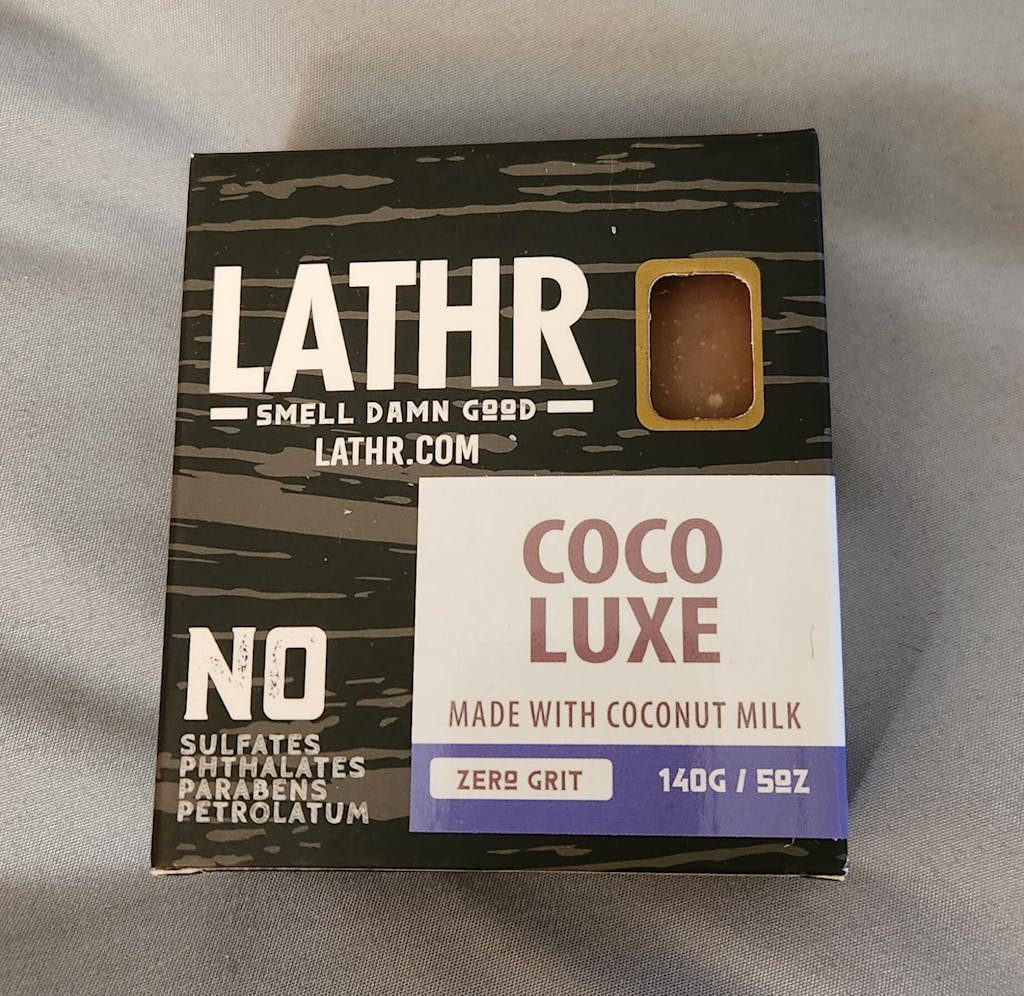 LATHR
SMELL DAMN GOOD
LATHR.COM
COCO
LUXE
MADE WITH COCONUT MILK
ZERO GRIT
140G / 5OZ
NO
SULFATES
PHTHALATES
PARABENS
PETROLATUM